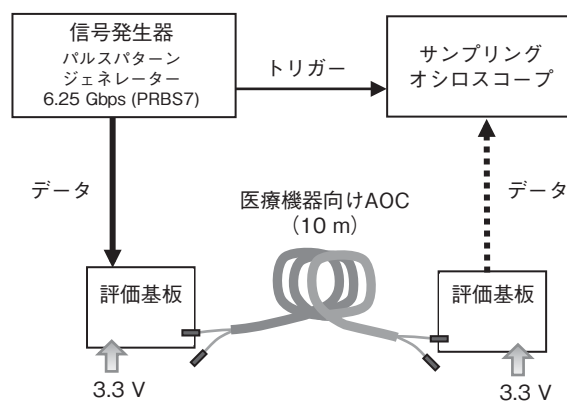 信号発生器
パルスパターン
ジェネレーター
6.25 Gbps (PRBS7)
トリガー
サンプリング
オシロスコープ
データ
医療機器向けAOC
（10 m）
データ
評価基板
評価基板
3.3 V
3.3 V